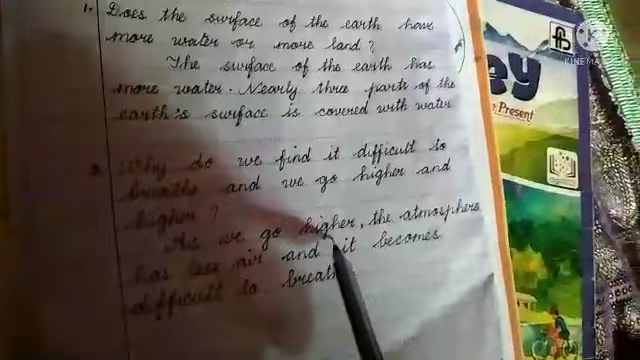 1. Does the surface of the earth have
more water or more land?
The surface of the earth has
more water. Nearly three parts of the
earth's surface is covered with water
Why do we find it difficult to
breath and we go higher and
higher?
As we go higher, the atmosphere
has less air and it becomes
difficult to breath
ey
Present
KINEMA